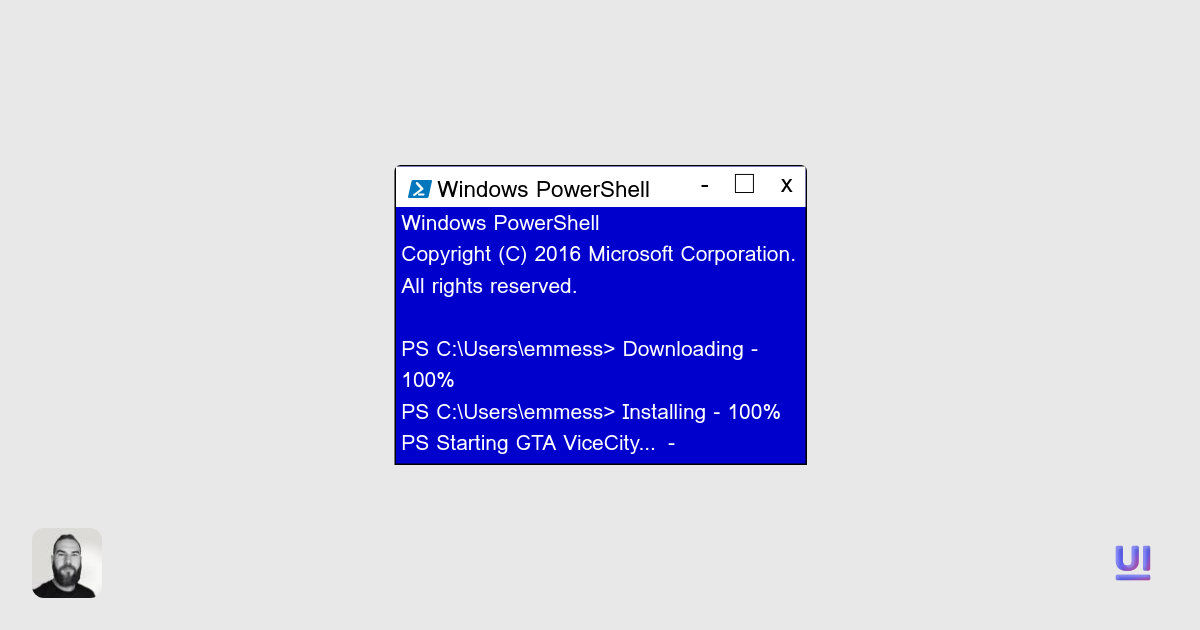 Windows PowerShell - X
Windows PowerShell
Copyright (C) 2016 Microsoft Corporation.
All rights reserved.
PS C:\Users\emmess> Downloading -
100%
PS C:\Users\emmess> Installing - 100%
PS Starting GTA ViceCity... -
UI